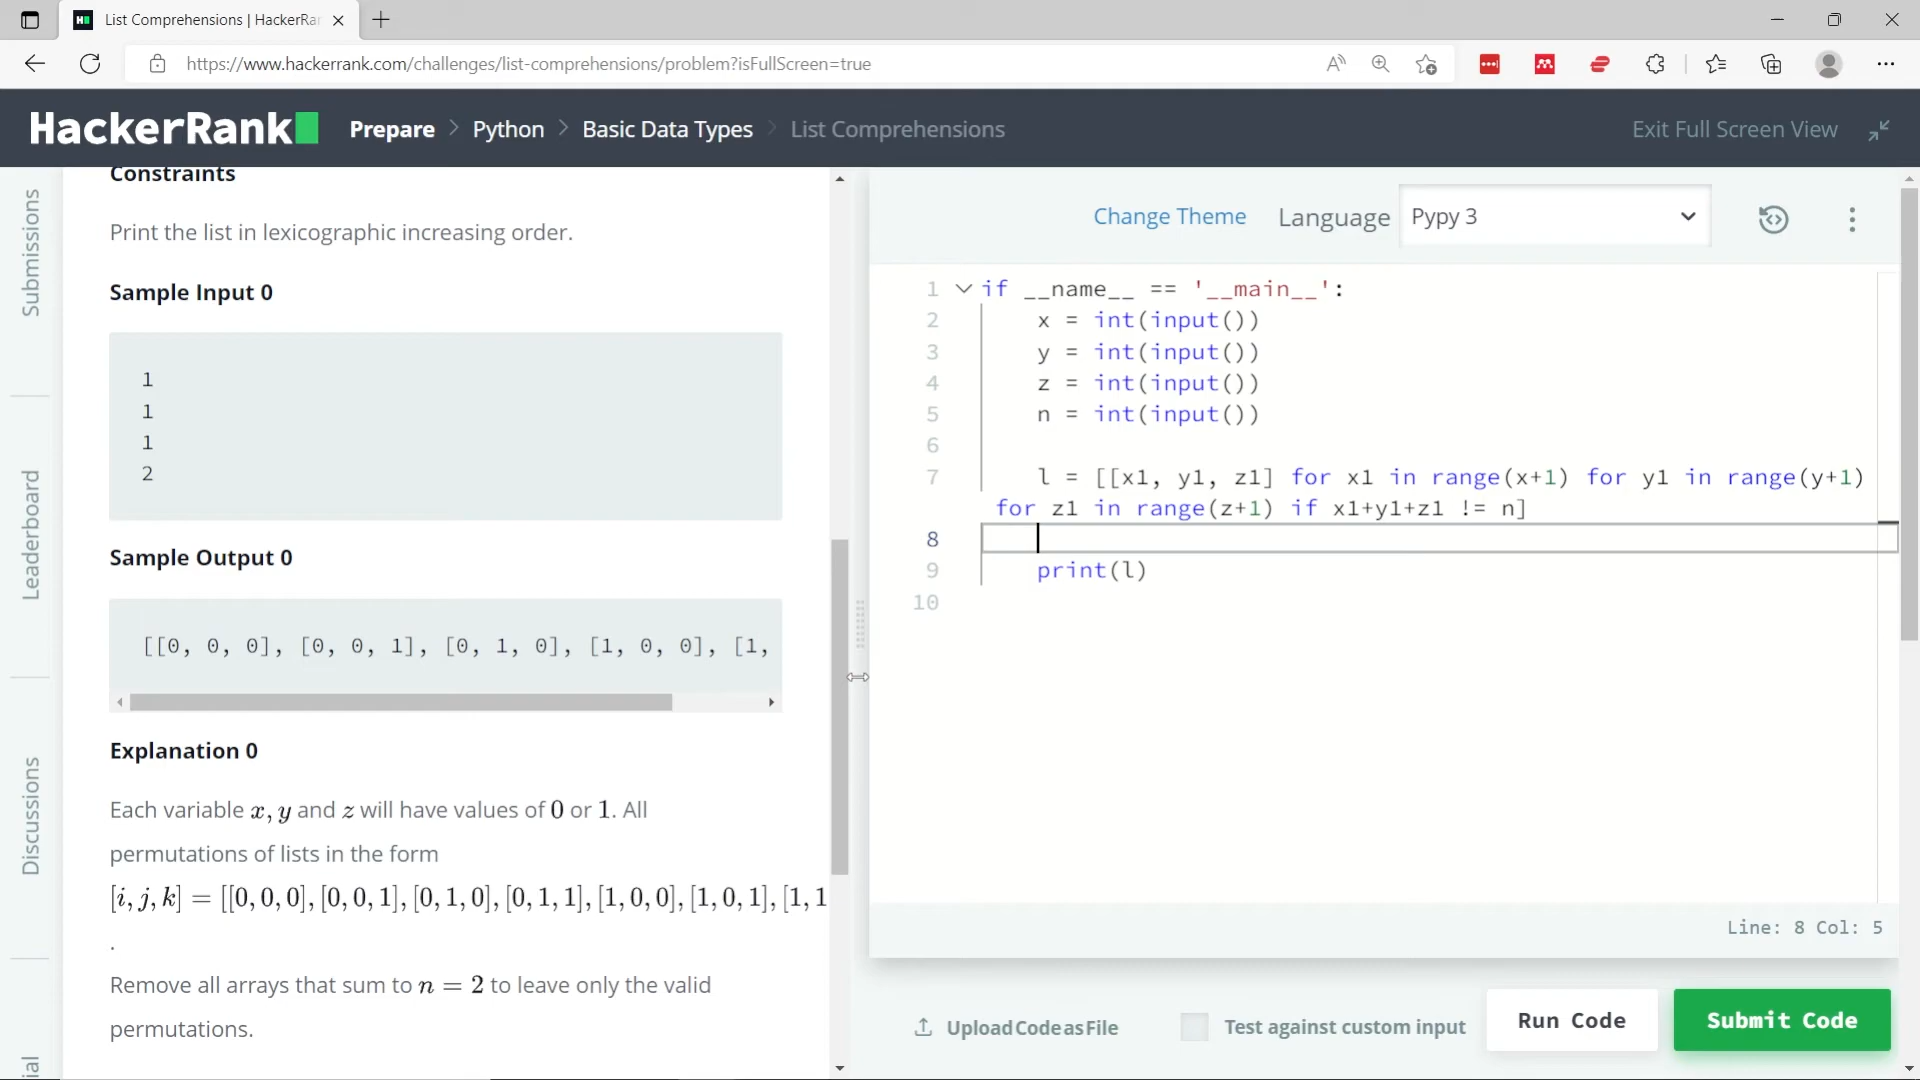 List Comprehensions | HackerRa
https://www.hackerrank.com/challenges/list-comprehensions/problem?isFullScreen=true
HackerRank
Prepare > Python > Basic Data Types > List Comprehensions
Exit Full Screen View
Submissions
Leaderboard
Discussions
ial
Constraints
Print the list in lexicographic increasing order.
Sample Input 0
1
1
1
2
Sample Output 0
[[0, 0, 0], [0, 0, 1], [0, 1, 0], [1, 0, 0], [1,
Explanation 0
Each variable x, y and z will have values of 0 or 1. All
permutations of lists in the form
[i, j, k] = [[0, 0, 0], [0, 0, 1], [0, 1, 0], [0, 1, 1], [1, 0, 0], [1, 0, 1], [1, 1
.
Remove all arrays that sum to n = 2 to leave only the valid
permutations.
Change Theme Language Pypy 3
1 if __name__ == '__main__':
2 x = int(input())
3 y = int(input())
4 z = int(input())
5 n = int(input())
6
7 l = [[x1, y1, z1] for x1 in range(x+1) for y1 in range(y+1)
for z1 in range(z+1) if x1+y1+z1 != n]
8
9 print(l)
10
Line: 8 Col: 5
Upload Code as File Test against custom input Run Code Submit Code